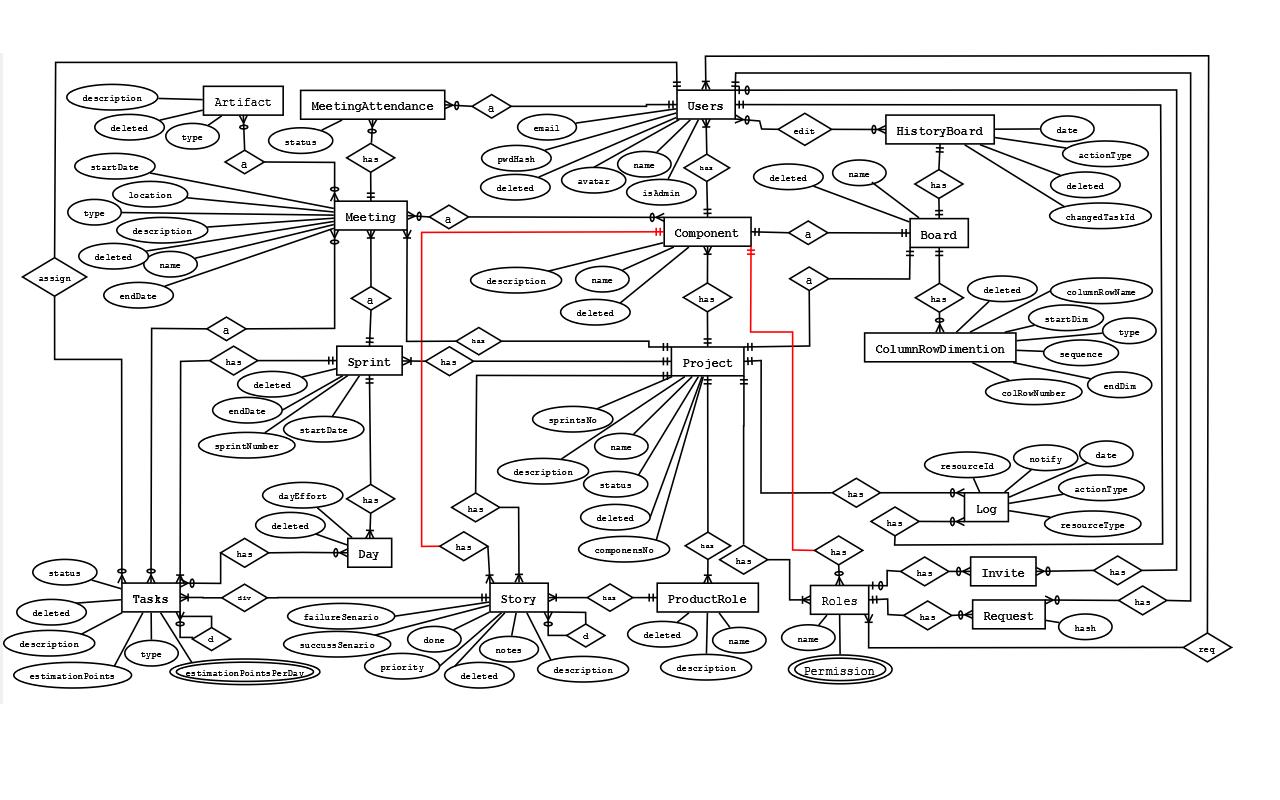 description
Artifact
MeetingAttendance
a
Users
deleted
type
status
email
edit
HistoryBoard
date
actionType
a
has
pwdHash
name
has
deleted
name
has
deleted
startDate
location
type
description
deleted
avatar
isAdmin
changedTaskId
Meeting
a
Component
a
Board
deleted
name
endDate
assign
description
name
deleted
a
has
a
has
deleted
columnRowName
startDim
type
ColumnRowDimention
sequence
endDim
colRowNumber
a
has
has
Sprint
has
Project
deleted
endDate
startDate
sprintNumber
sprintsNo
name
description
status
deleted
componensNo
resourceId
notify
date
actionType
resourceType
has
Log
has
dayEffort
deleted
has
has
Day
has
has
has
has
has
status
deleted
description
estimationPoints
Tasks
type
estimationPointsPerDay
d
div
failureSenario
succussSenario
priority
done
deleted
notes
description
Story
d
has
ProductRole
deleted
description
name
Roles
name
Permission
has
Invite
has
has
Request
hash
has
req